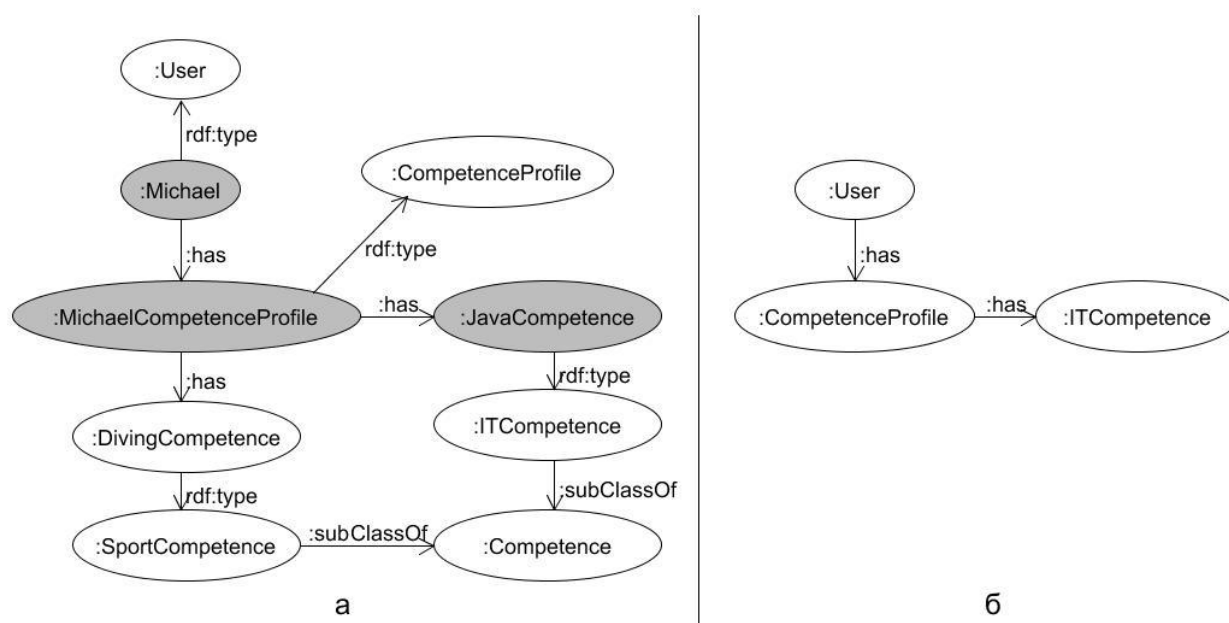 :User
rdf:type
:Michael
:CompetenceProfile
:has
rdf:type
:MichaelCompetenceProfile
:has
:JavaCompetence
:has
rdf:type
:DivingCompetence
:ITCompetence
rdf:type
:subClassOf
:SportCompetence
:subClassOf
:Competence
а
:User
:has
:CompetenceProfile
:has
:ITCompetence
б